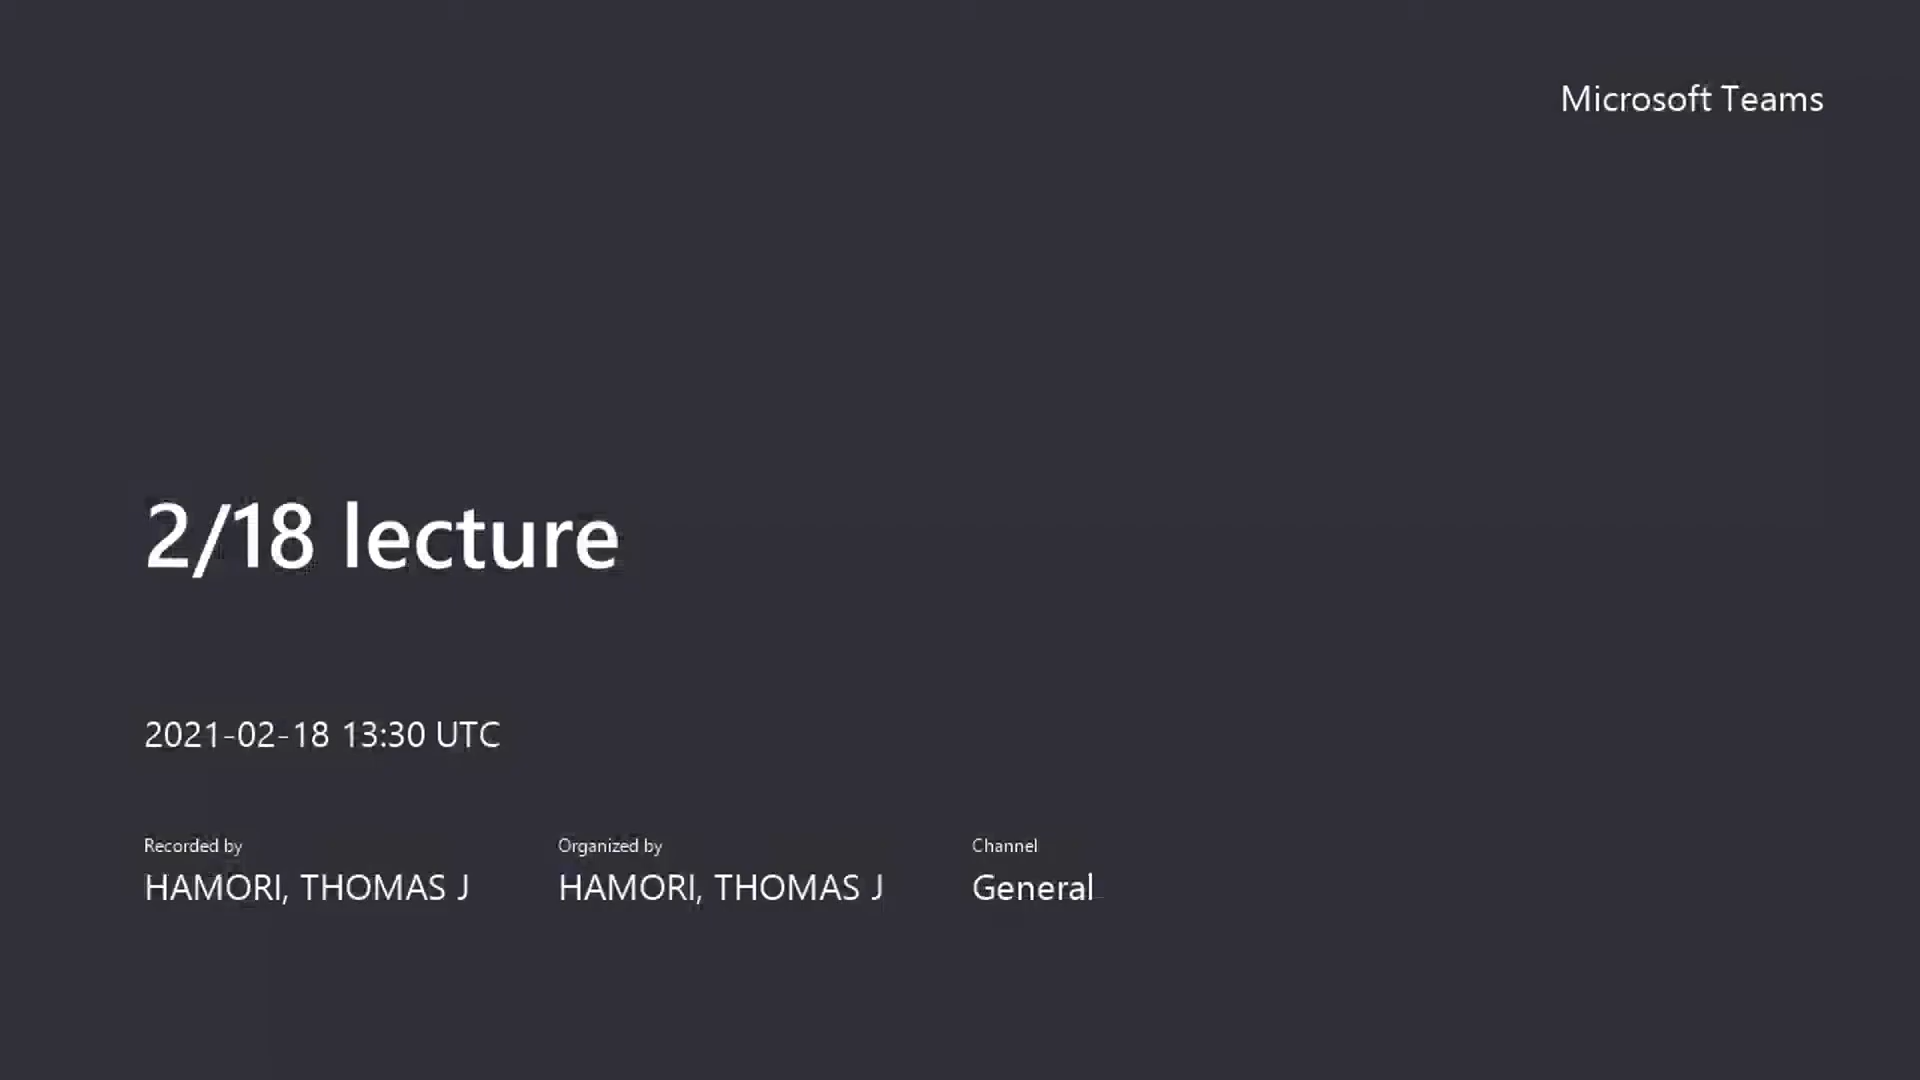 Microsoft Teams
2/18 lecture
2021-02-18 13:30 UTC
Recorded by
HAMORI, THOMAS J
Organized by
HAMORI, THOMAS J
Channel
General